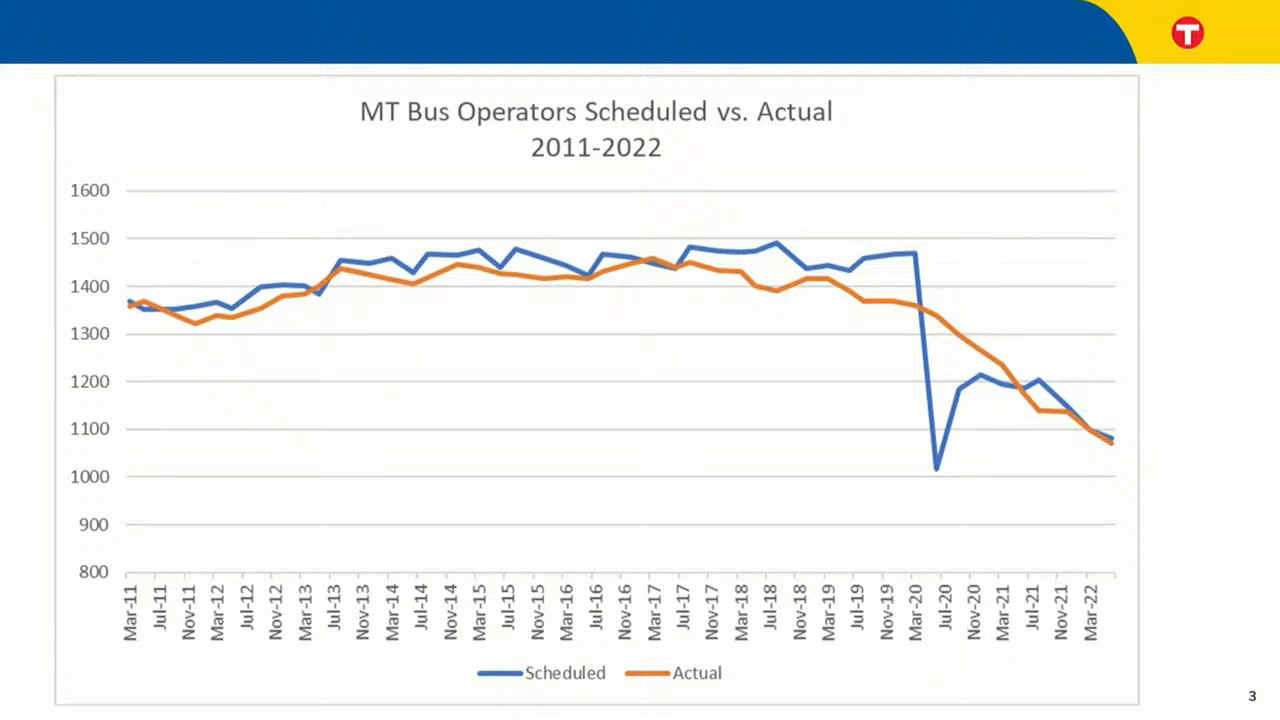 T
MT Bus Operators Scheduled vs. Actual
2011-2022
1600
1500
1400
1300
1200
1100
1000
900
800
Mar-11
Jul-11
Nov-11
Mar-12
Jul-12
Nov-12
Mar-13
Jul-13
Nov-13
Mar-14
Jul-14
Nov-14
Mar-15
Jul-15
Nov-15
Mar-16
Jul-16
Nov-16
Mar-17
Jul-17
Nov-17
Mar-18
Jul-18
Nov-18
Mar-19
Jul-19
Nov-19
Mar-20
Jul-20
Nov-20
Mar-21
Jul-21
Nov-21
Mar-22
Scheduled
Actual
3